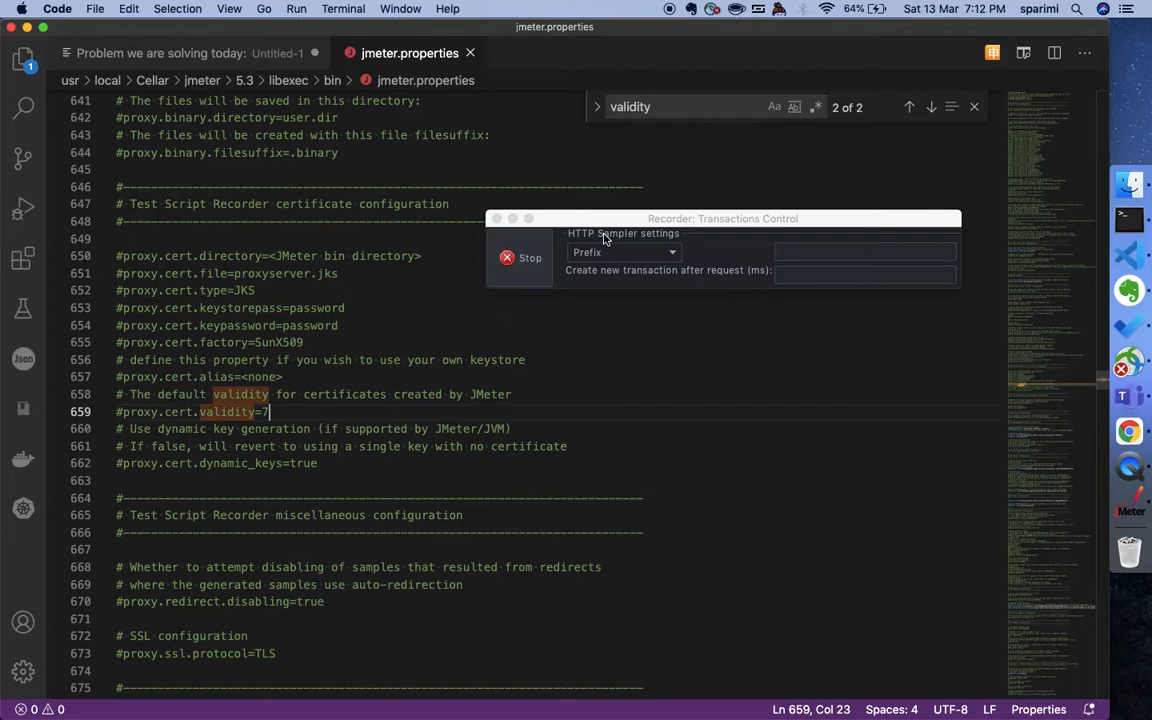 Code File Edit Selection View Go Run Terminal Window Help 64% Sat 13 Mar 7:12 PM sparimi
jmeter.properties
Problem we are solving today: Untitled-1
jmeter.properties
usr > local > Cellar > jmeter > 5.3 > libexec > bin > jmeter.properties
validity
Aa
Abl
2 of 2
641 # The files will be saved in this directory:
642 #proxy.binary.directory=user.dir
643 # The files will be created with this file filesuffix:
644 #proxy.binary.filesuffix=.binary
645
646 #---------------------------------------------------------------------------
647 # Test Script Recorder certificate configuration
648 #---------------------------------------------------------------------------
649
650 #proxy.cert.directory=<JMeter bin directory>
651 #proxy.cert.file=proxyserver.jks
652 #proxy.cert.type=JKS
653 #proxy.cert.keystorepass=password
654 #proxy.cert.keypassword=password
655 #proxy.cert.factory=SunX509
656 # define this property if you wish to use your own keystore
657 #proxy.cert.alias=<none>
658 # The default validity for certificates created by JMeter
659 #proxy.cert.validity=7
660 # Use dynamic key generation (if supported by JMeter/JVM)
661 # If false, will revert to using a single key with no certificate
662 #proxy.cert.dynamic_keys=true
663
664 #---------------------------------------------------------------------------
665 # Test Script Recorder miscellaneous configuration
666 #---------------------------------------------------------------------------
667
668 # Whether to attempt disabling of samples that resulted from redirects
669 # where the generated samples use auto-redirection
670 #proxy.redirect.disabling=true
671
672 # SSL configuration
673 #proxy.ssl.protocol=TLS
674
675 #---------------------------------------------------------------------------
Recorder: Transactions Control
HTTP Sampler settings
Stop
Prefix
Create new transaction after request (ms):
1
Json
Meter
0 0
Ln 659, Col 23 Spaces: 4 UTF-8 LF Properties